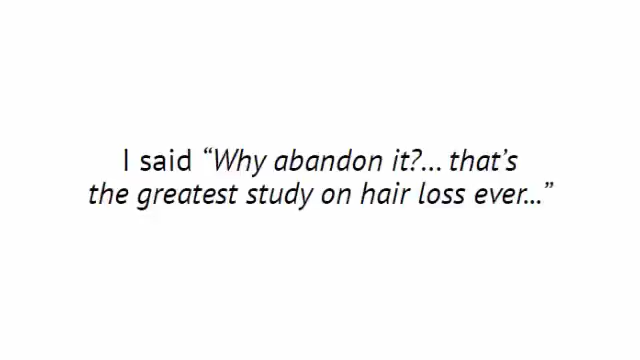 I said “Why abandon it?... that’s
the greatest study on hair loss ever...”